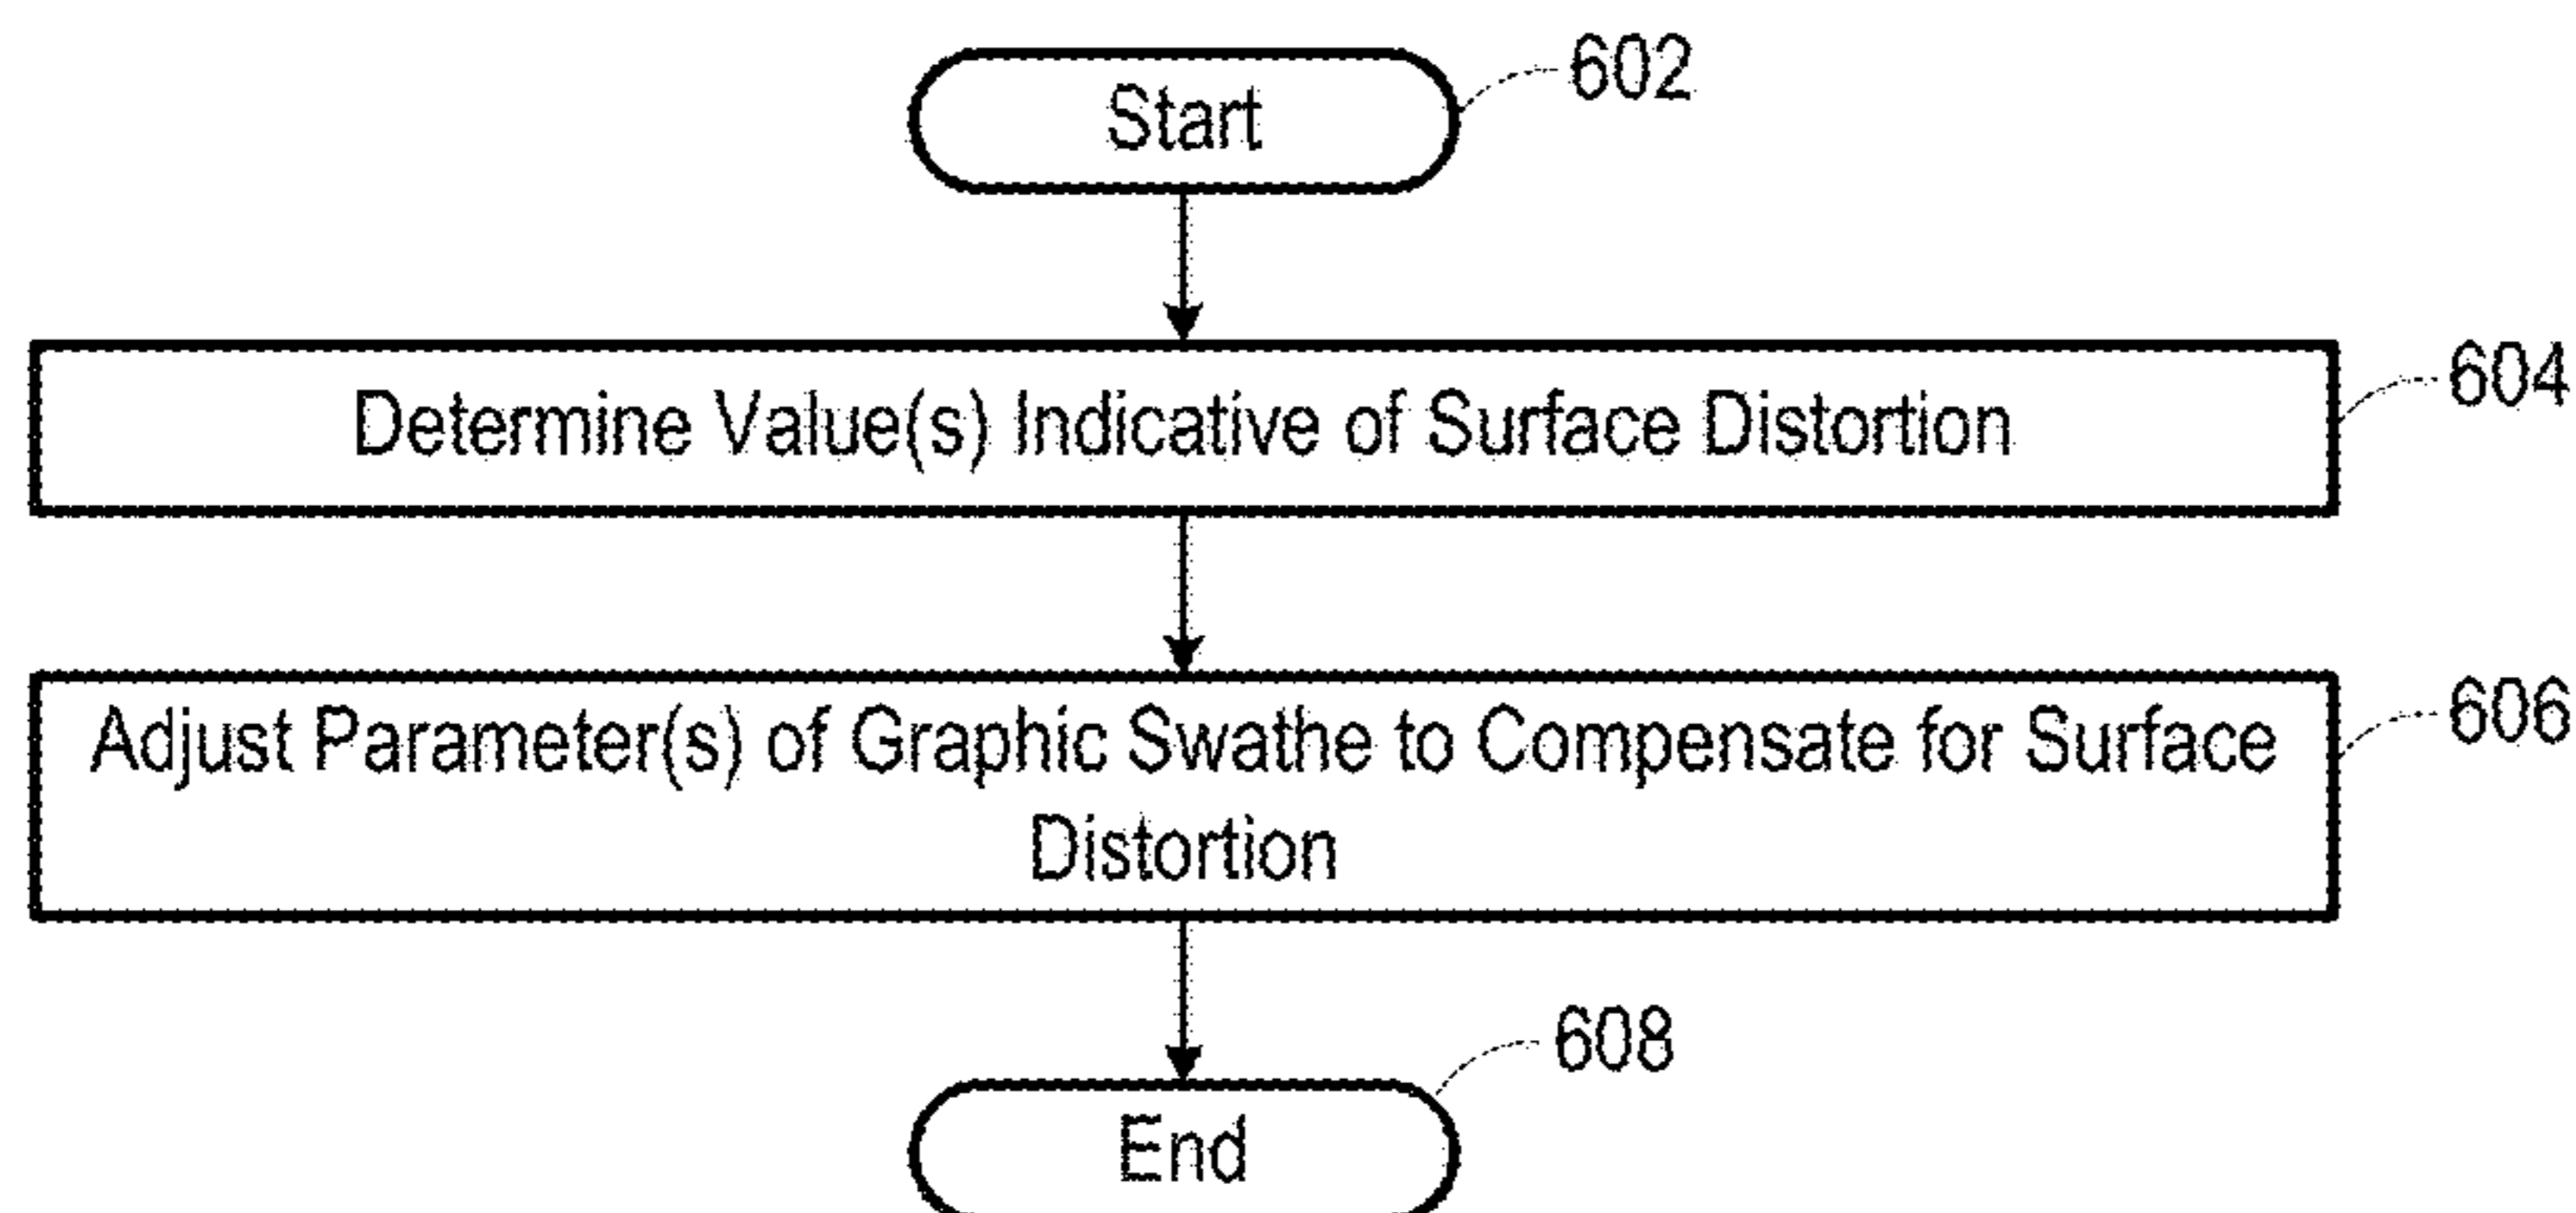 Start
602
Determine Value(s) Indicative of Surface Distortion
604
Adjust Parameter(s) of Graphic Swathe to Compensate for Surface
Distortion
606
608
End